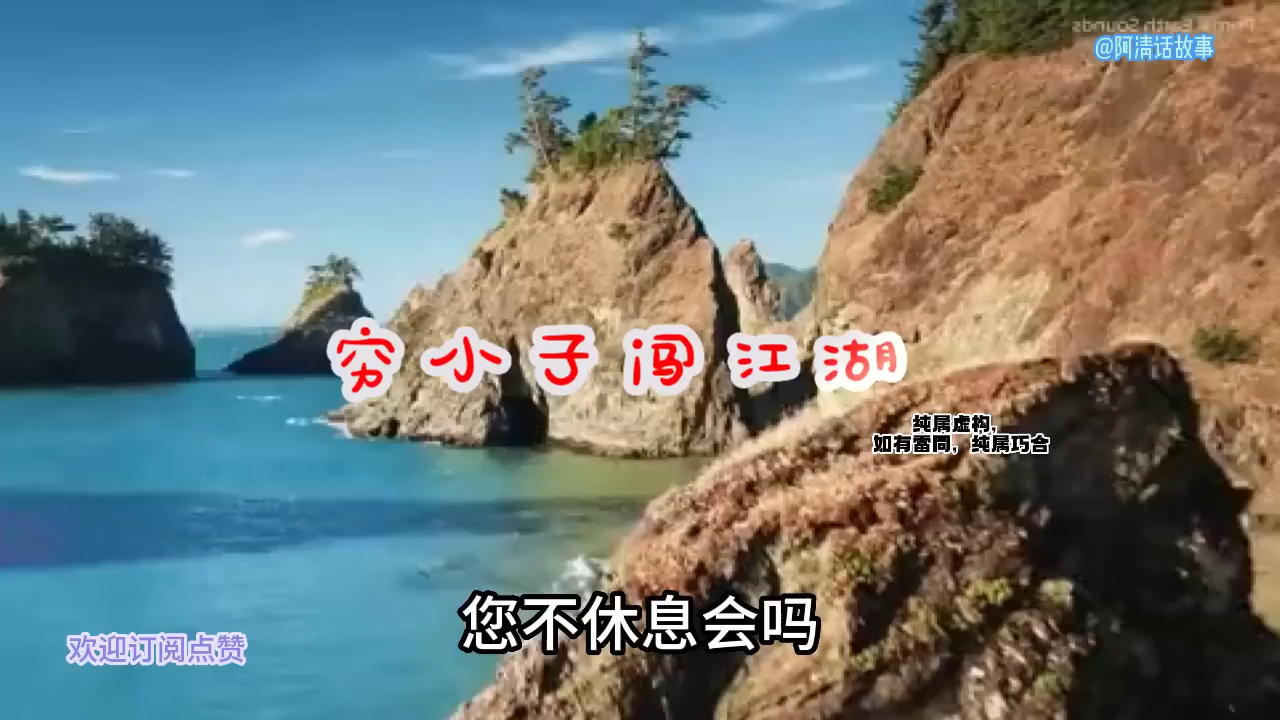 @阿清话故事
穷小子闯江湖
纯属虚构,
如有雷同,纯属巧合
您不休息会吗
欢迎订阅点赞